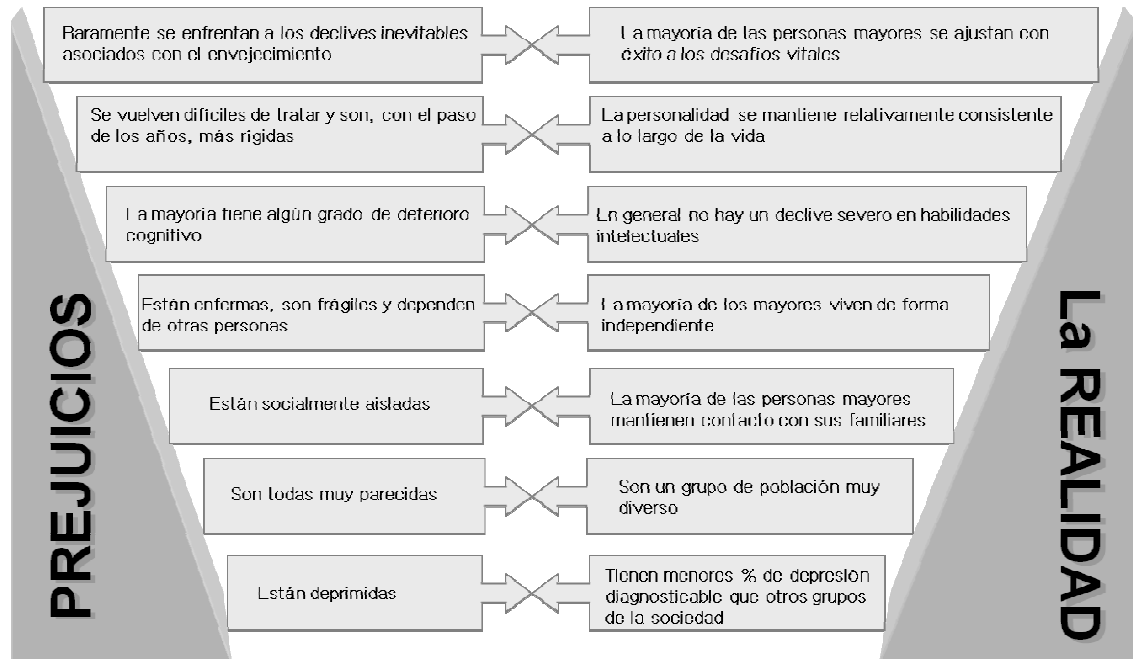 Raramente se enfrentan a los declives inevitables
asociados con el envejecimiento
La mayoría de las personas mayores se ajustan con
éxito a los desafíos vitales
Se vuelven difíciles de tratar y son, con el paso
de los años, más rígidas
La personalidad se mantiene relativamente consistente
a lo largo de la vida
La mayoría tiene algún grado de deterioro
cognitivo
En general no hay un declive severo en habilidades
intelectuales
Están enfermas, son frágiles y dependen
de otras personas
La mayoría de los mayores viven de forma
independiente
Están socialmente aisladas
La mayoría de las personas mayores
mantienen contacto con sus familiares
Son todas muy parecidas
Son un grupo de población muy
diverso
Están deprimidas
Tienen menores % de depresión
diagnosticable que otros grupos
de la sociedad
PREJUICIOS
La REALIDAD